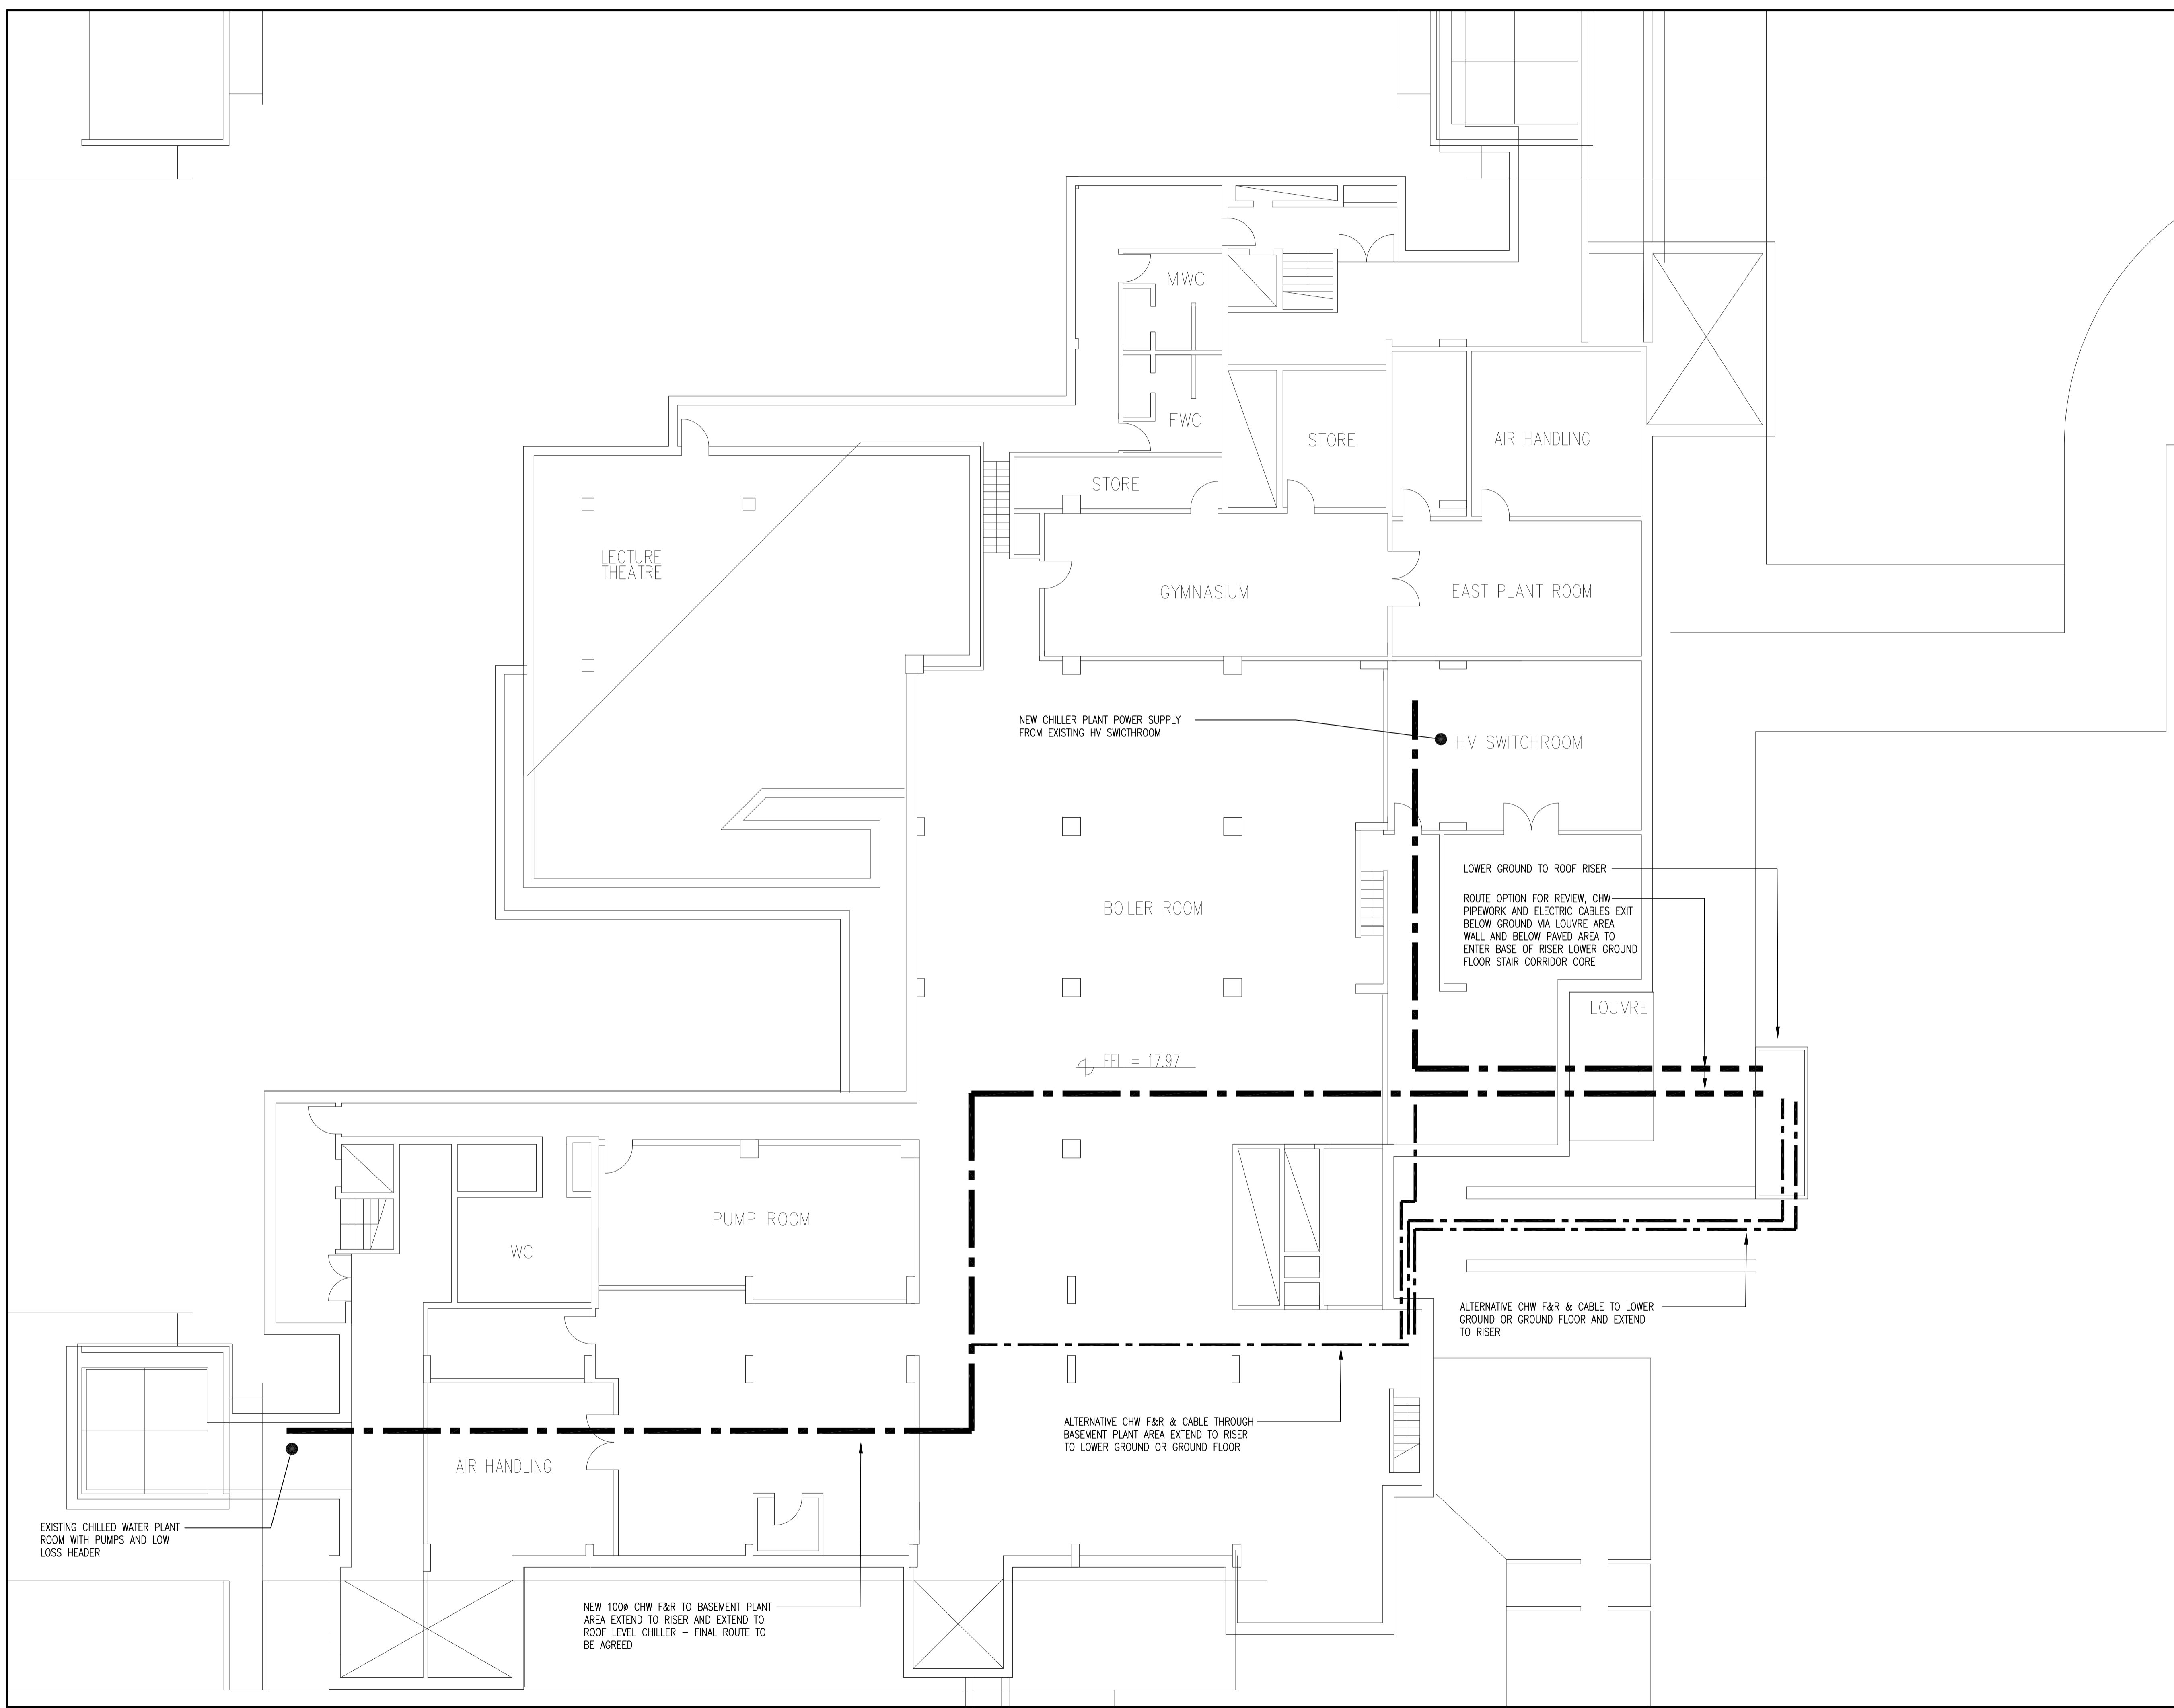 MWC
FWC
STORE
AIR HANDLING
STORE
LECTURE
THEATRE
GYMNASIUM
EAST PLANT ROOM
NEW CHILLER PLANT POWER SUPPLY
FROM EXISTING HV SWICTHROOM
HV SWITCHROOM
LOWER GROUND TO ROOF RISER
ROUTE OPTION FOR REVIEW, CHW
PIPEWORK AND ELECTRIC CABLES EXIT
BELOW GROUND VIA LOUVRE AREA
WALL AND BELOW PAVED AREA TO
ENTER BASE OF RISER LOWER GROUND
FLOOR STAIR CORRIDOR CORE
BOILER ROOM
LOUVRE
FFL = 17.97
PUMP ROOM
WC
ALTERNATIVE CHW F&R & CABLE TO LOWER
GROUND OR GROUND FLOOR AND EXTEND
TO RISER
ALTERNATIVE CHW F&R & CABLE THROUGH
BASEMENT PLANT AREA EXTEND TO RISER
TO LOWER GROUND OR GROUND FLOOR
AIR HANDLING
EXISTING CHILLED WATER PLANT
ROOM WITH PUMPS AND LOW
LOSS HEADER
NEW 100ø CHW F&R TO BASEMENT PLANT
AREA EXTEND TO RISER AND EXTEND TO
ROOF LEVEL CHILLER – FINAL ROUTE TO
BE AGREED